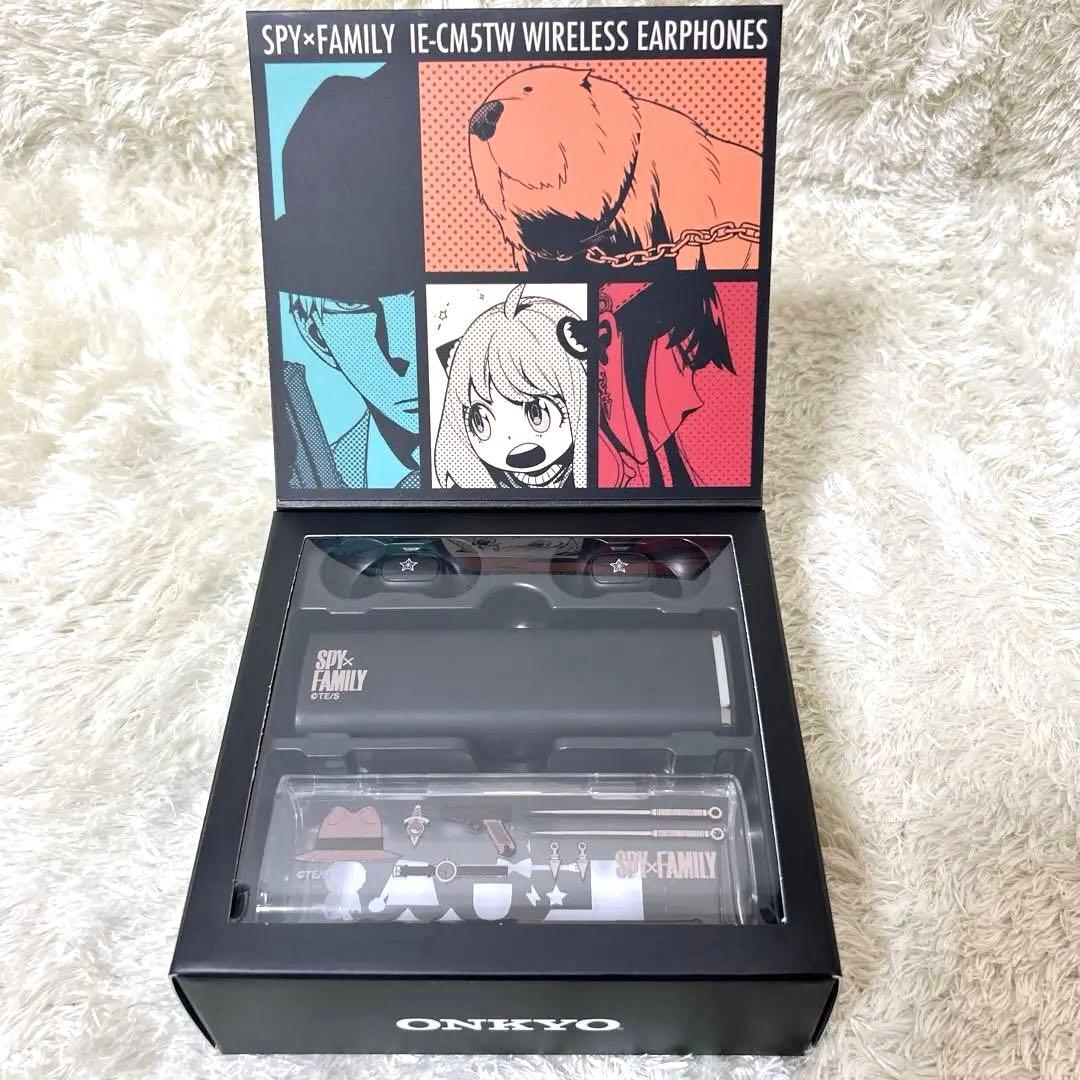 SPY×FAMILY IE-CM5TW WIRELESS EARPHONES
SPY×
FAMILY
©TE/S
SPY×FAMILY
©TE/S
ONKYO